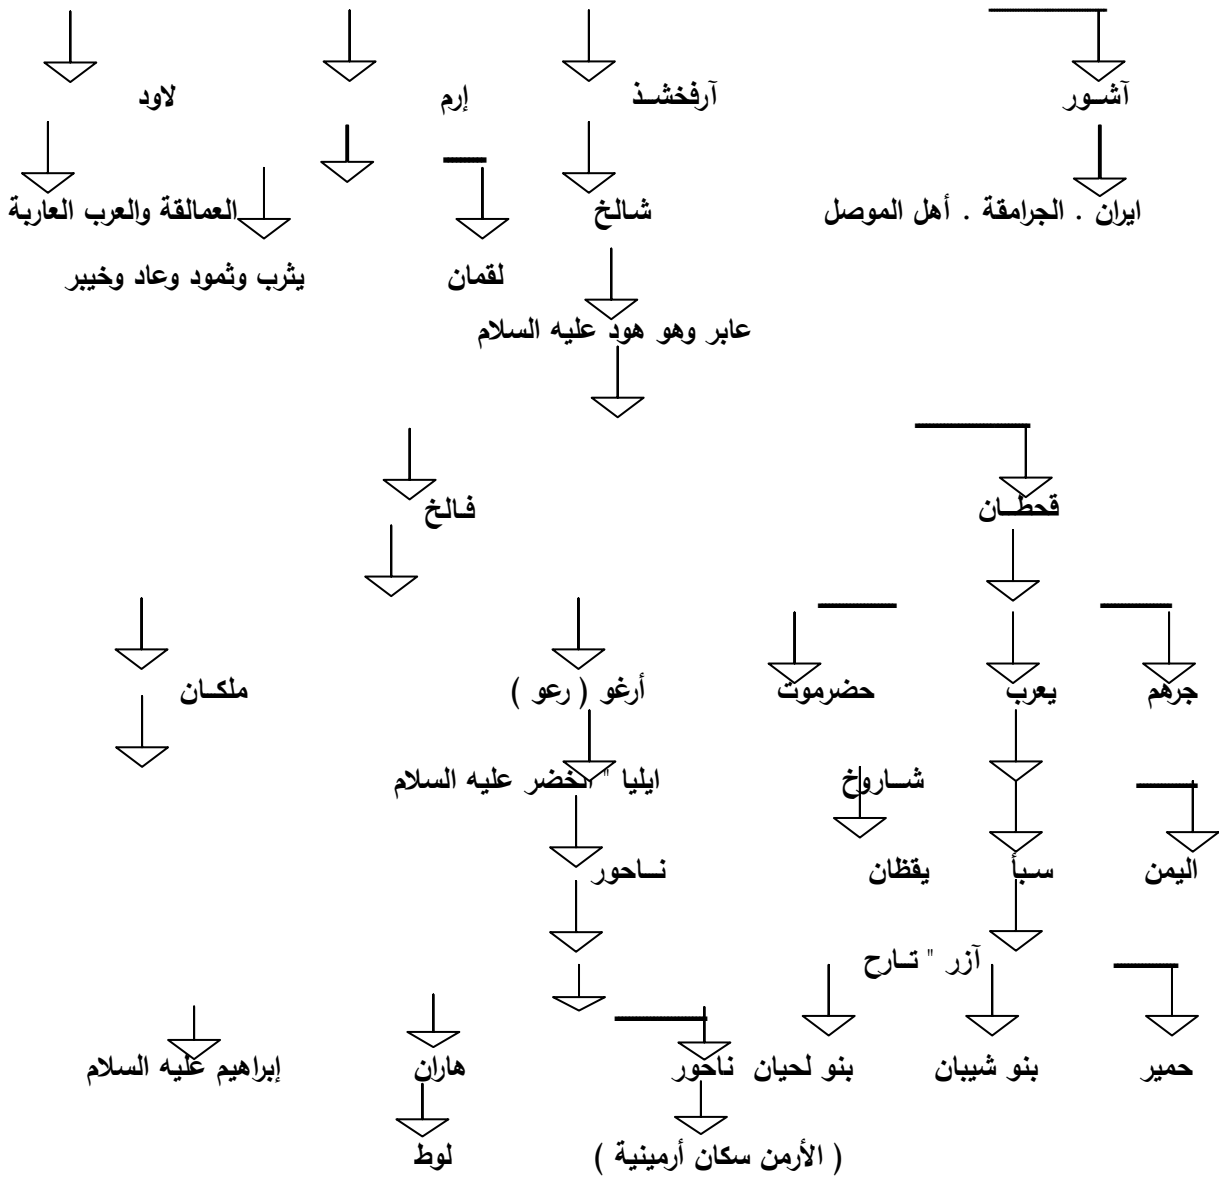 آشـور آرفخشـذ إرم لاود
ايران . الجرامقة . أهل الموصل شالخ العمالقة والعرب العاربة
لقمان يثرب وثمود وعاد وخيبر
عابر وهو هود عليه السلام
قحطـان فالخ
جرهم يعرب حضرموت أرغو ( رعو ) ملكـان
شـاروخ ايليا " الخضر عليه السلام
اليمن سبأ يقظان نـاحور
آزر " تـارح
حمير بنو شيبان بنو لحيان ناحور هاران إبراهيم عليه السلام
( الأرمن سكان أرمينية ) لوط